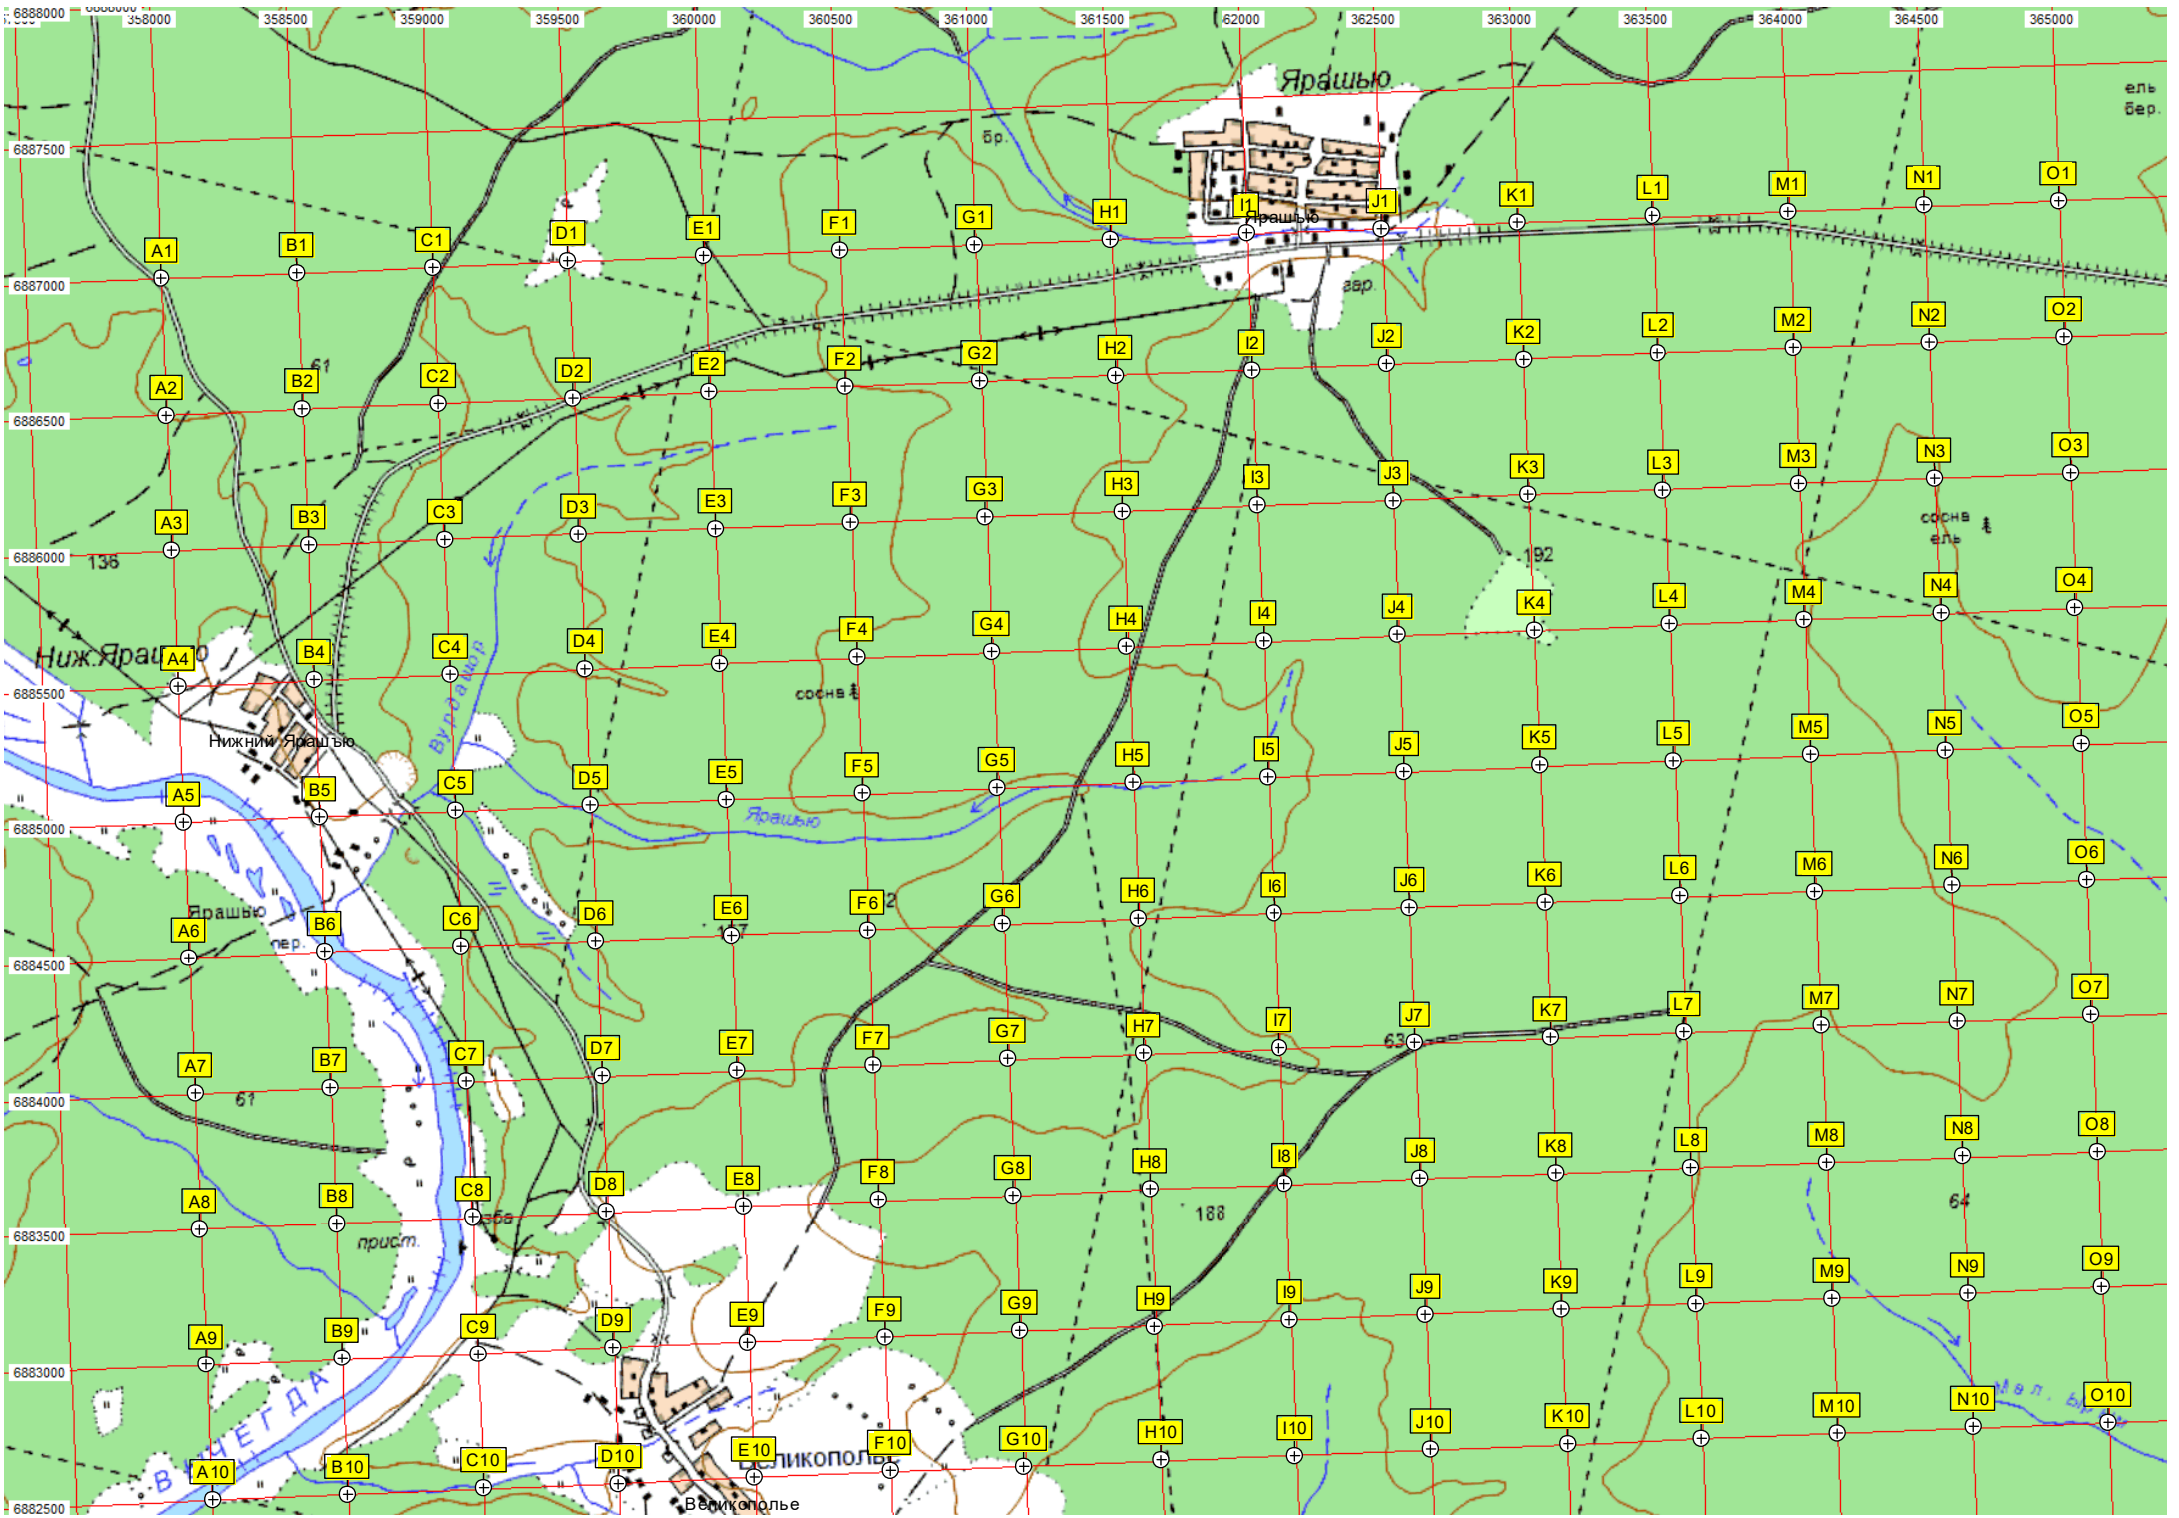 6888000
358000 358500 359000 359500 360000 360500 361000 361500 62000 362500 363000 363500 364000 364500 365000
Ярашью
ель
бер.
бр.
6887500
A1 B1 C1 D1 E1 F1 G1 H1 I1 J1 K1 L1 M1 N1 O1
Ярашью
6887000
зар.
A2 B2 C2 D2 E2 F2 G2 H2 I2 J2 K2 L2 M2 N2 O2
61
6886500
A3 B3 C3 D3 E3 F3 G3 H3 I3 J3 K3 L3 M3 N3 O3
сосна
ель
136
192
6886000
A4 B4 C4 D4 E4 F4 G4 H4 I4 J4 K4 L4 M4 N4 O4
Вурдашор
сосна
6885500
Нижний Ярашъю
A5 B5 C5 D5 E5 F5 G5 H5 I5 J5 K5 L5 M5 N5 O5
Ярашью
6885000
A6 B6 C6 D6 E6 F6 G6 H6 I6 J6 K6 L6 M6 N6 O6
Ярашью
пер.
6884500
A7 B7 C7 D7 E7 F7 G7 H7 I7 J7 K7 L7 M7 N7 O7
63
61
6884000
A8 B8 C8 D8 E8 F8 G8 H8 I8 J8 K8 L8 M8 N8 O8
188
64
прист.
6883500
A9 B9 C9 D9 E9 F9 G9 H9 I9 J9 K9 L9 M9 N9 O9
6883000
ВЫЧЕГДА
A10 B10 C10 D10 E10 F10 G10 H10 I10 J10 K10 L10 M10 N10 O10
Великополье
6882500